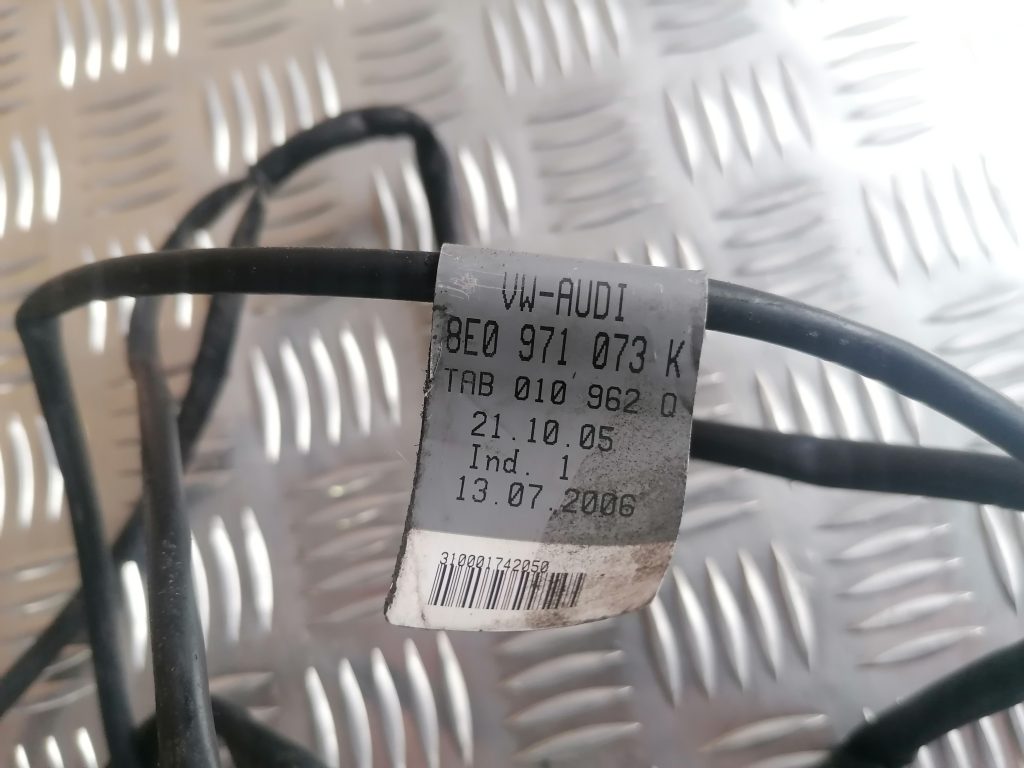 VW-AUDI
8E0 971 073 K
TAB 010 962 Q
21.10.05
Ind. 1
13.07.2006
310001742050